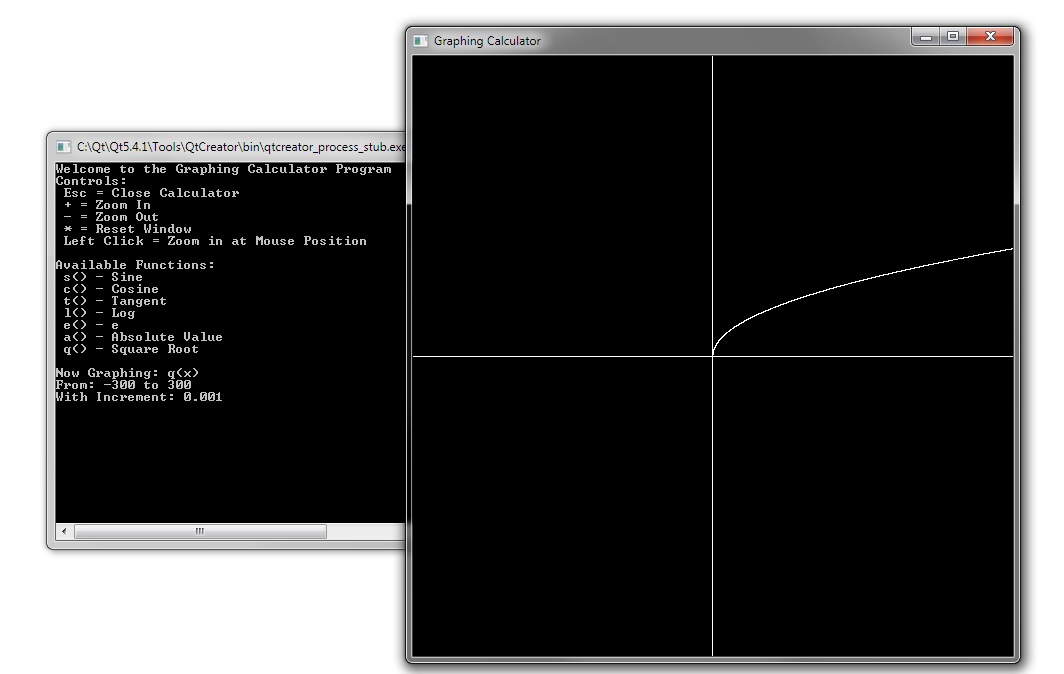 Graphing Calculator
C:\Qt\Qt5.4.1\Tools\QtCreator\bin\qtcreator_process_stub.exe
Welcome to the Graphing Calculator Program
Controls:
Esc = Close Calculator
+ = Zoom In
- = Zoom Out
* = Reset Window
Left Click = Zoom in at Mouse Position
Available Functions:
s() - Sine
c() - Cosine
t() - Tangent
l() - Log
e() - e
a() - Absolute Value
q() - Square Root
Now Graphing: q(x)
From: -300 to 300
With Increment: 0.001